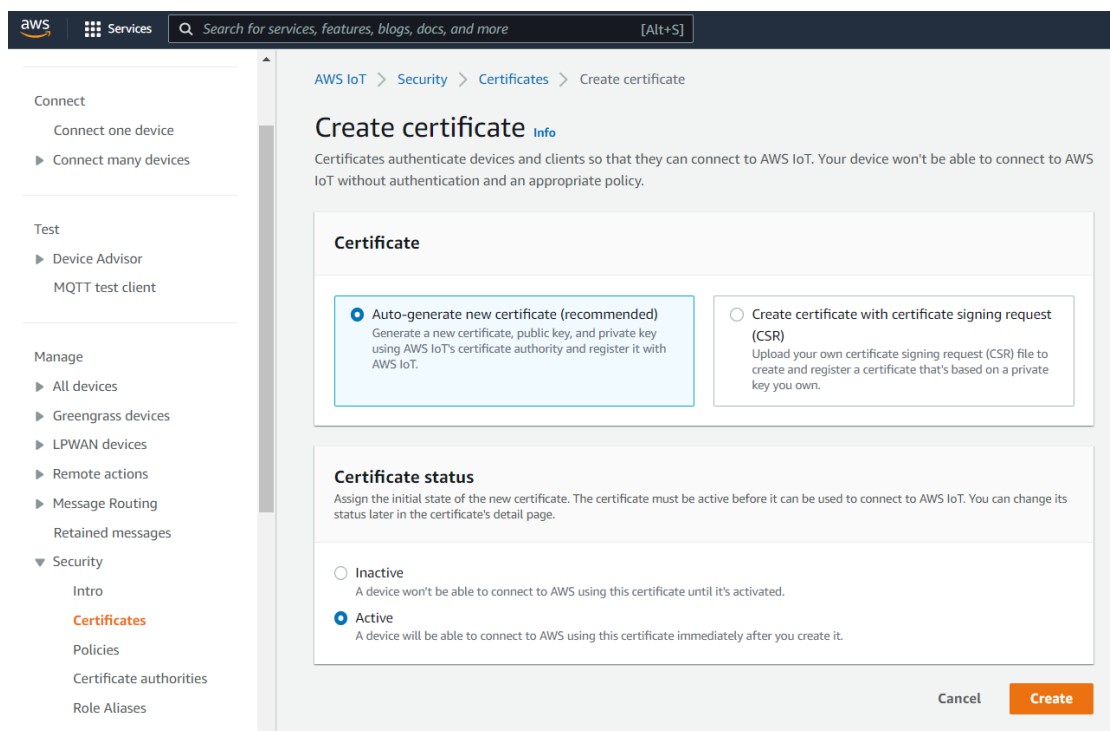 aws
Services
Search for services, features, blogs, docs, and more
[Alt+S]
Connect
Connect one device
Connect many devices
Test
Device Advisor
MQTT test client
Manage
All devices
Greengrass devices
LPWAN devices
Remote actions
Message Routing
Retained messages
Security
Intro
Certificates
Policies
Certificate authorities
Role Aliases
AWS IoT > Security > Certificates > Create certificate
Create certificate Info
Certificates authenticate devices and clients so that they can connect to AWS IoT. Your device won't be able to connect to AWS
IoT without authentication and an appropriate policy.
Certificate
Auto-generate new certificate (recommended)
Generate a new certificate, public key, and private key
using AWS IoT's certificate authority and register it with
AWS IoT.
Create certificate with certificate signing request
(CSR)
Upload your own certificate signing request (CSR) file to
create and register a certificate that's based on a private
key you own.
Certificate status
Assign the initial state of the new certificate. The certificate must be active before it can be used to connect to AWS IoT. You can change its
status later in the certificate's detail page.
Inactive
A device won't be able to connect to AWS using this certificate until it's activated.
Active
A device will be able to connect to AWS using this certificate immediately after you create it.
Cancel
Create